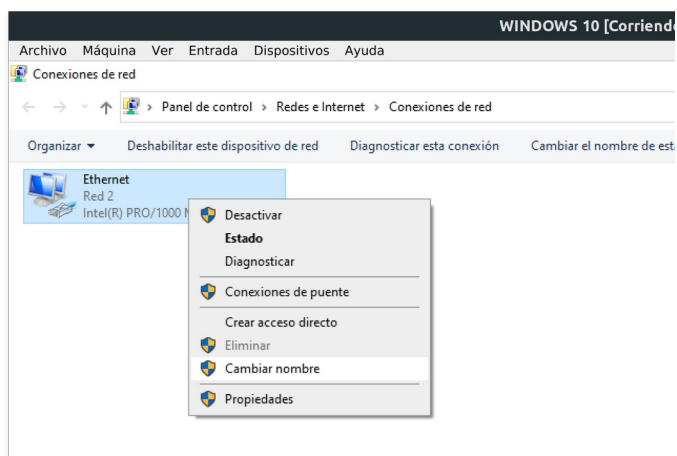 WINDOWS 10 [Corriendo
Archivo Máquina Ver Entrada Dispositivos Ayuda
Conexiones de red
Panel de control > Redes e Internet > Conexiones de red
Organizar Deshabilitar este dispositivo de red Diagnosticar esta conexión Cambiar el nombre de est
Ethernet
Red 2
Intel(R) PRO/1000 M
Desactivar
Estado
Diagnosticar
Conexiones de puente
Crear acceso directo
Eliminar
Cambiar nombre
Propiedades